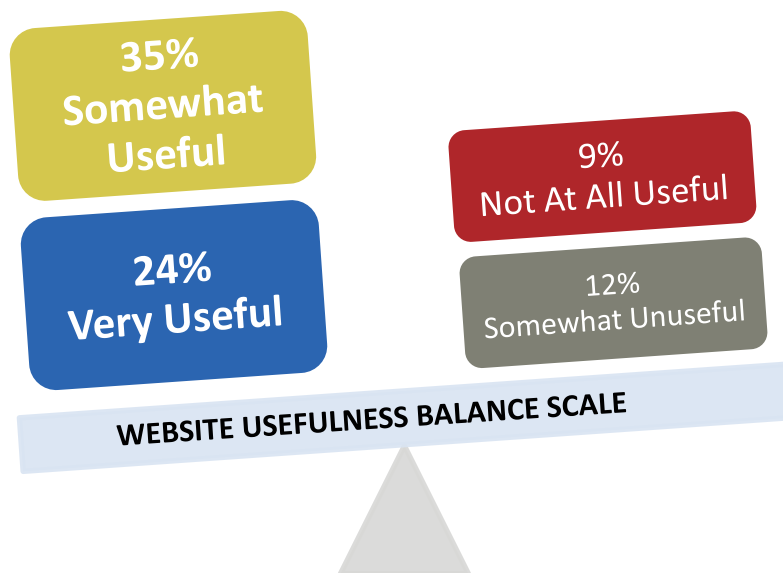 35%
Somewhat
Useful
24%
Very Useful
9%
Not At All Useful
12%
Somewhat Unuseful
WEBSITE USEFULNESS BALANCE SCALE